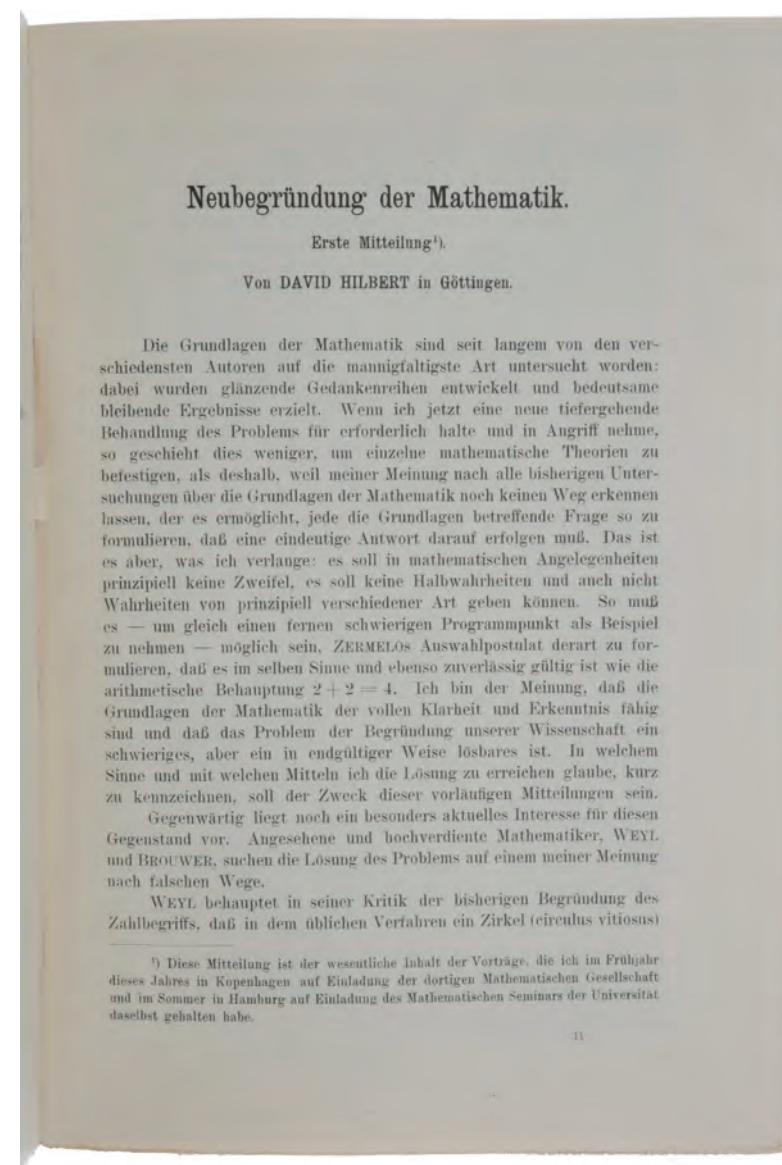 Neubegründung der Mathematik.
Erste Mitteilung¹).
Von DAVID HILBERT in Göttingen.
Die Grundlagen der Mathematik sind seit langem von den ver-
schiedensten Autoren auf die mannigfaltigste Art untersucht worden:
dabei wurden glänzende Gedankenreihen entwickelt und bedeutsame
bleibende Ergebnisse erzielt. Wenn ich jetzt eine neue tiefergehende
Behandlung des Problems für erforderlich halte und in Angriff nehme,
so geschieht dies weniger, um einzelne mathematische Theorien zu
befestigen, als deshalb, weil meiner Meinung nach alle bisherigen Unter-
suchungen über die Grundlagen der Mathematik noch keinen Weg erkennen
lassen, der es ermöglicht, jede die Grundlagen betreffende Frage so zu
formulieren, daß eine eindeutige Antwort darauf erfolgen muß. Das ist
es aber, was ich verlange: es soll in mathematischen Angelegenheiten
prinzipiell keine Zweifel, es soll keine Halbwahrheiten und auch nicht
Wahrheiten von prinzipiell verschiedener Art geben können. So muß
es — um gleich einen fernen schwierigen Programmpunkt als Beispiel
zu nehmen — möglich sein, ZERMELOS Auswahlpostulat derart zu for-
mulieren, daß es im selben Sinne und ebenso zuverlässig gültig ist wie die
arithmetische Behauptung 2 + 2 = 4. Ich bin der Meinung, daß die
Grundlagen der Mathematik der vollen Klarheit und Erkenntnis fähig
sind und daß das Problem der Begründung unserer Wissenschaft ein
schwieriges, aber ein in endgültiger Weise lösbares ist. In welchem
Sinne und mit welchen Mitteln ich die Lösung zu erreichen glaube, kurz
zu kennzeichnen, soll der Zweck dieser vorläufigen Mitteilungen sein.
Gegenwärtig liegt noch ein besonders aktuelles Interesse für diesen
Gegenstand vor. Angesehene und hochverdiente Mathematiker, WEYL
und BROUWER, suchen die Lösung des Problems auf einem meiner Meinung
nach falschen Wege.
WEYL behauptet in seiner Kritik der bisherigen Begründung des
Zahlbegriffs, daß in dem üblichen Verfahren ein Zirkel (circulus vitiosus)
¹) Diese Mitteilung ist der wesentliche Inhalt der Vorträge, die ich im Frühjahr
dieses Jahres in Kopenhagen auf Einladung der dortigen Mathematischen Gesellschaft
und im Sommer in Hamburg auf Einladung des Mathematischen Seminars der Universität
daselbst gehalten habe.
11